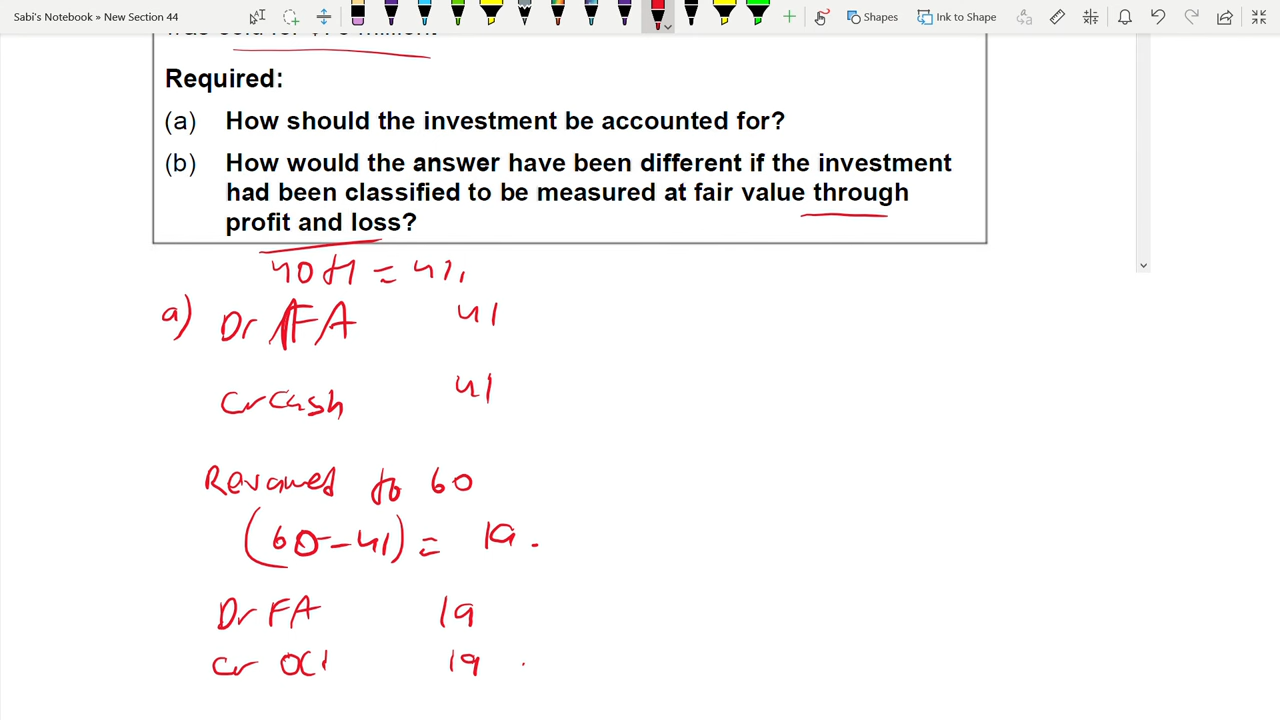 Sabi's Notebook » New Section 44
Shapes
Ink to Shape
Required:
(a) How should the investment be accounted for?
(b) How would the answer have been different if the investment
had been classified to be measured at fair value through
profit and loss?
40+1 = 41,
a) Dr FA 41
Cr Cash 41
to 60
(60-41) = 19.
Dr FA 19
Cr OCI 19